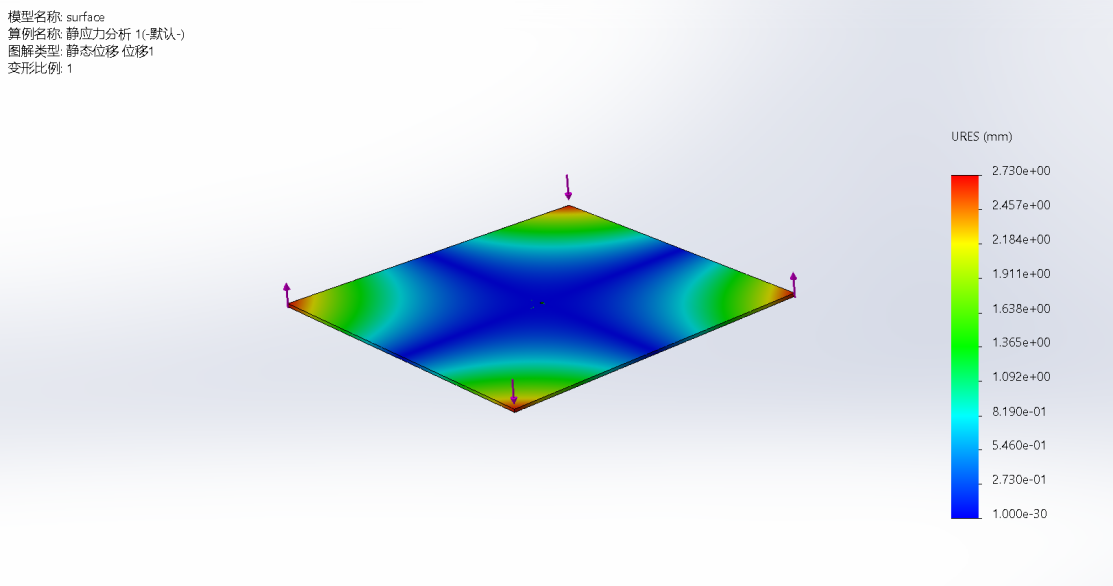 模型名称: surface
算例名称: 静应力分析 1(-默认-)
图解类型: 静态位移 位移1
变形比例: 1
URES (mm)
2.730e+00
2.457e+00
2.184e+00
1.911e+00
1.638e+00
1.365e+00
1.092e+00
8.190e-01
5.460e-01
2.730e-01
1.000e-30